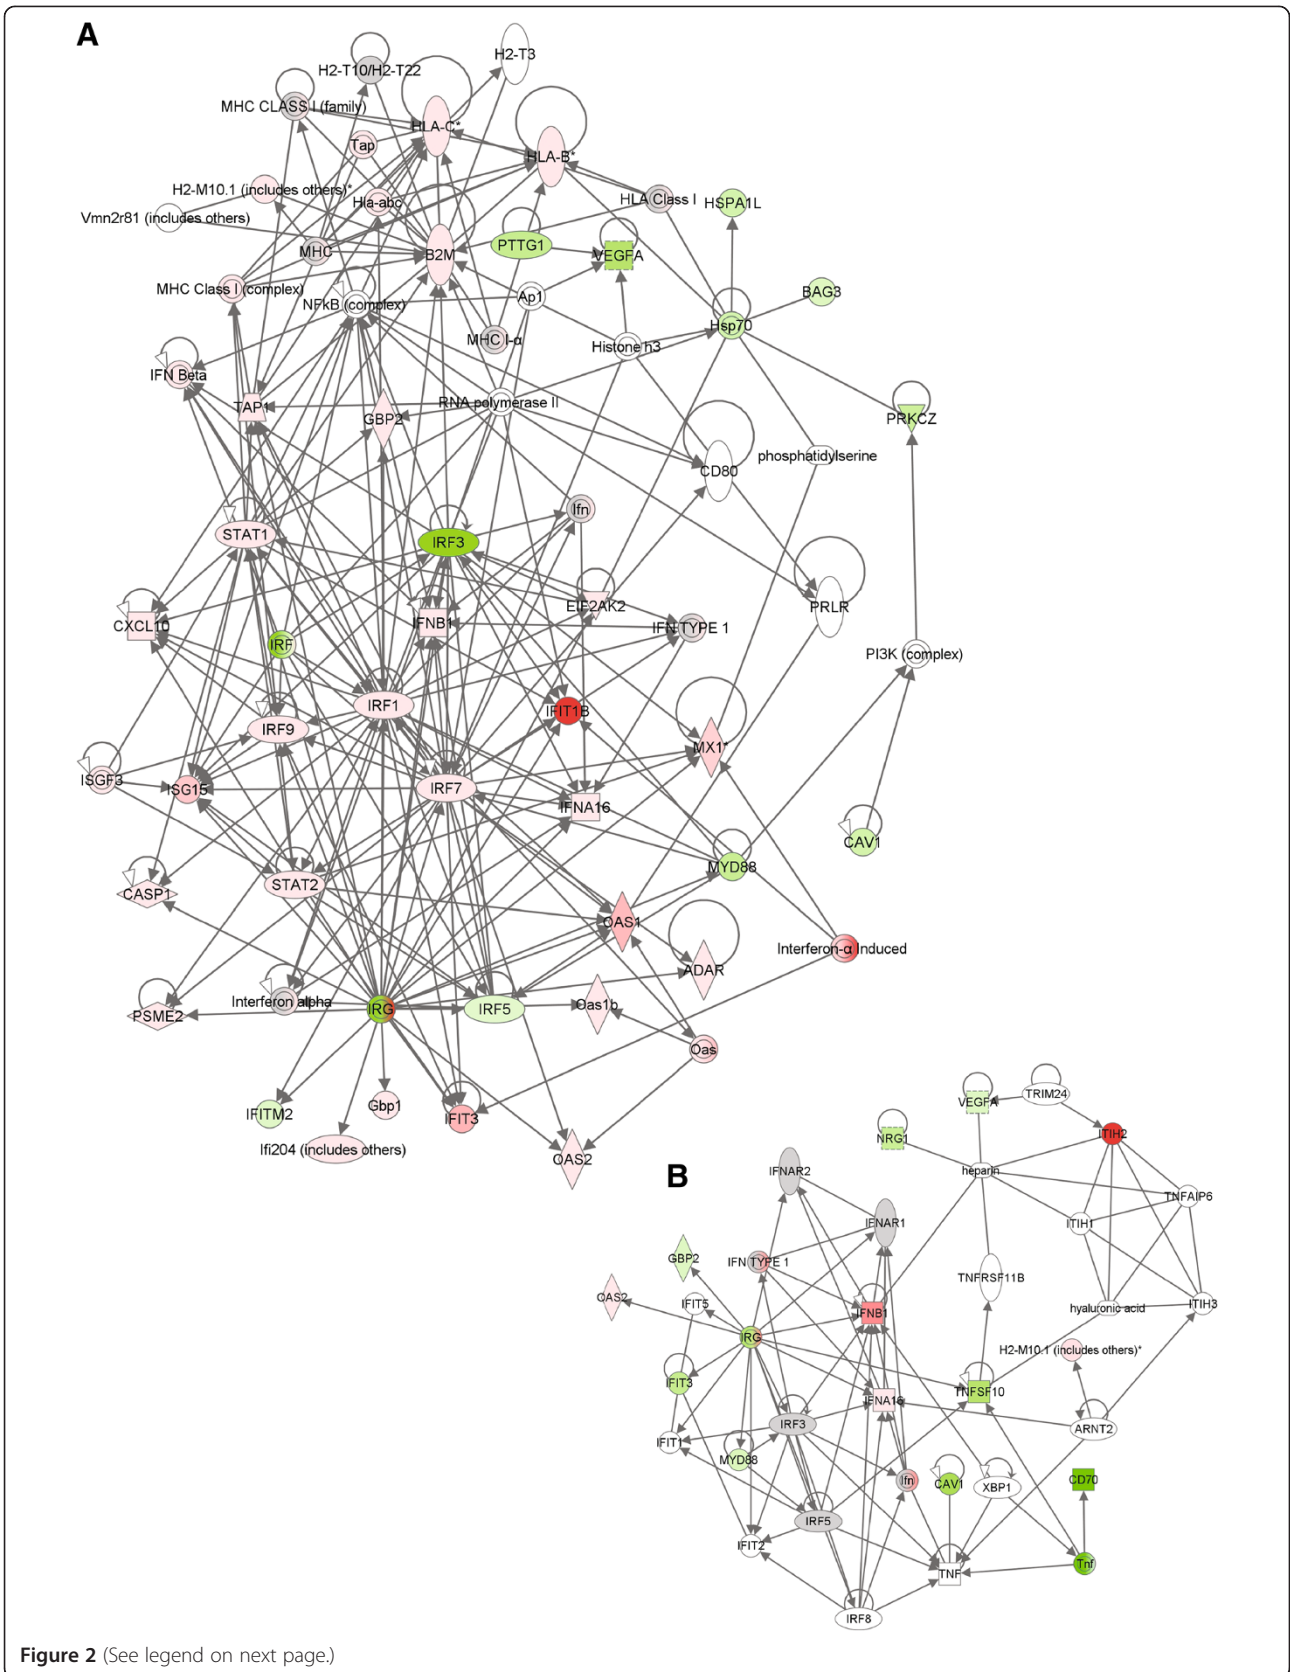 A
H2-T3
H2-T10/H2-T22
MHC CLASS I (family)
HLA-C*
Tap
HLA-B*
H2-M10.1 (includes others)*
Hla-abc
HLA Class I
HSPA1L
Vmn2r81 (includes others)
MHC
B2M
PTTG1
VEGFA
MHC Class I (complex)
NFkB (complex)
Ap1
BAG3
Hsp70
MHC I-α
Histone h3
IFN Beta
TAP1
GBP2
RNA polymerase II
PRKCZ
CD80
phosphatidylserine
Ifn
STAT1
IRF3
CXCL10
IFNB1
EIF2AK2
IFN TYPE 1
PRLR
IRF
PI3K (complex)
IRF1
IFIT1B
IRF9
MX1*
ISGF3
ISG15
IRF7
IFNA16
CAV1
MYD88
CASP1
STAT2
OAS1
Interferon-α Induced
ADAR
Interferon alpha
PSME2
IRG
IRF5
Oas1b
Oas
IFITM2
Gbp1
IFIT3
Ifi204 (includes others)
OAS2
B
VEGFA
TRIM24
NRG1
ITIH2
IFNAR2
heparin
TNFAIP6
IFNAR1
ITIH1
GBP2
IFN TYPE 1
TNFRSF11B
OAS2
IFIT5
IFNB1
hyaluronic acid
ITIH3
IRG
H2-M10.1 (includes others)*
IFIT3
TNFSF10
IFNA16
IRF3
ARNT2
IFIT1
MYD88
Ifn
CAV1
XBP1
CD70
IRF5
IFIT2
TNF
Tnf
IRF8
Figure 2 (See legend on next page.)